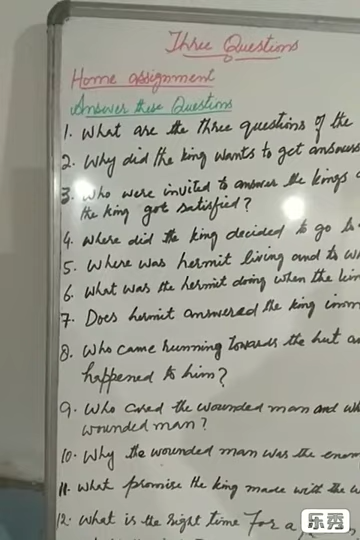 Three Questions
Home assignment
Answer these Questions
1. What are the three questions of the
2. Why did the king wants to get answers
3. Who were invited to answer the kings
the king got satisfied?
4. Where did the king decided to go
5. Where was hermit living and to
6. What was the hermit doing when the
7. Does hermit answered the king
8. Who came running towards the hut
happened to him?
9. Who cared the wounded man and
wounded man?
10. Why the wounded man was the
11. What promise the king made with the
12. What is the right time For a
乐秀